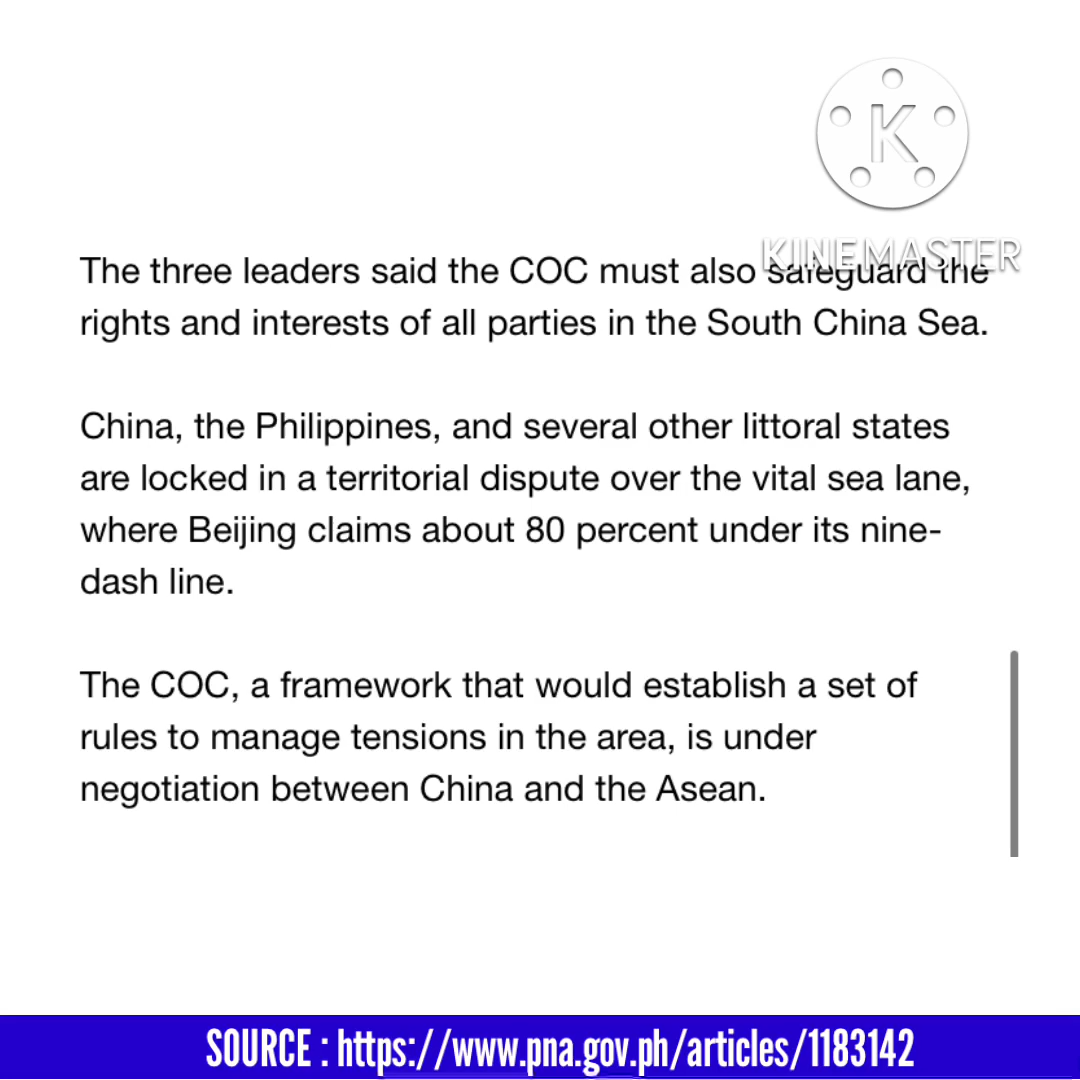 K
KINEMASTER
The three leaders said the COC must also safeguard the
rights and interests of all parties in the South China Sea.
China, the Philippines, and several other littoral states
are locked in a territorial dispute over the vital sea lane,
where Beijing claims about 80 percent under its nine-
dash line.
The COC, a framework that would establish a set of
rules to manage tensions in the area, is under
negotiation between China and the Asean.
SOURCE : https://www.pna.gov.ph/articles/1183142